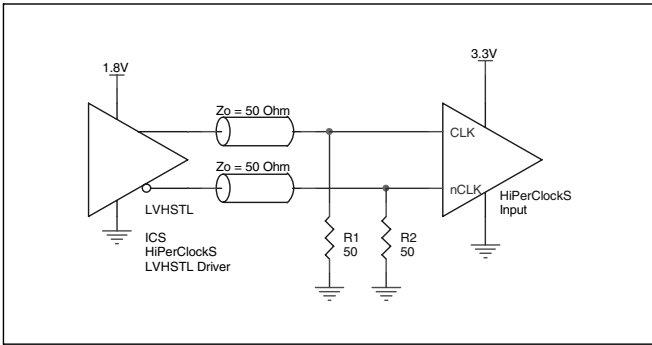 1.8V
3.3V
Zo = 50 Ohm
CLK
Zo = 50 Ohm
nCLK
HiPerClockS
Input
LVHSTL
ICS
HiPerClockS
LVHSTL Driver
R1
50
R2
50